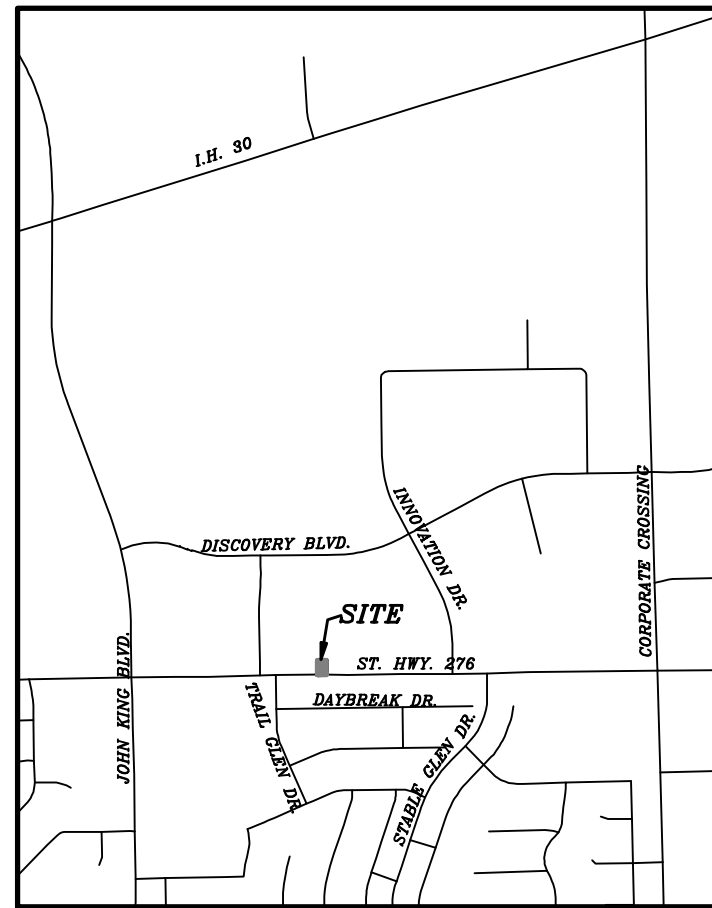 I.H. 30
INNOVATION DR.
CORPORATE CROSSING
DISCOVERY BLVD.
SITE
JOHN KING BLVD.
ST. HWY. 276
TRAIL GLEN DR.
DAYBREAK DR.
STABLE GLEN DR.